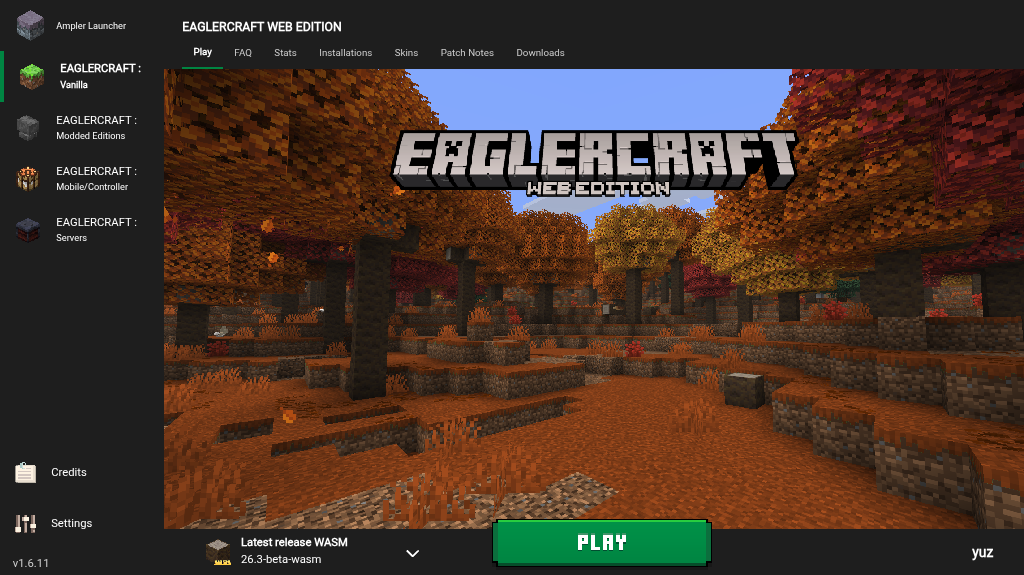 Ampler Launcher
EAGLERCRAFT :
Vanilla
EAGLERCRAFT :
Modded Editions
EAGLERCRAFT :
Mobile/Controller
EAGLERCRAFT :
Servers
Credits
Settings
v1.6.11
EAGLERCRAFT WEB EDITION
Play FAQ Stats Installations Skins Patch Notes Downloads
EAGLERCRAFT
WEB EDITION
WASM
Latest release WASM
26.3-beta-wasm
PLAY
yuz